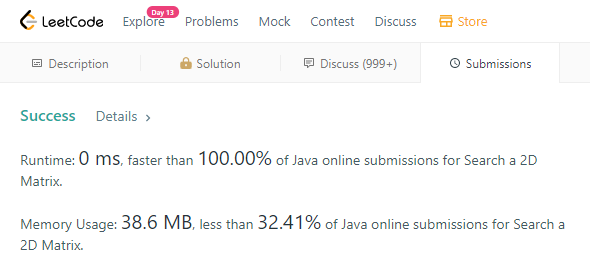 LeetCode Explore Day 13 Problems Mock Contest Discuss Store
Description Solution Discuss (999+) Submissions
Success Details >
Runtime: 0 ms, faster than 100.00% of Java online submissions for Search a 2D
Matrix.
Memory Usage: 38.6 MB, less than 32.41% of Java online submissions for Search a
2D Matrix.